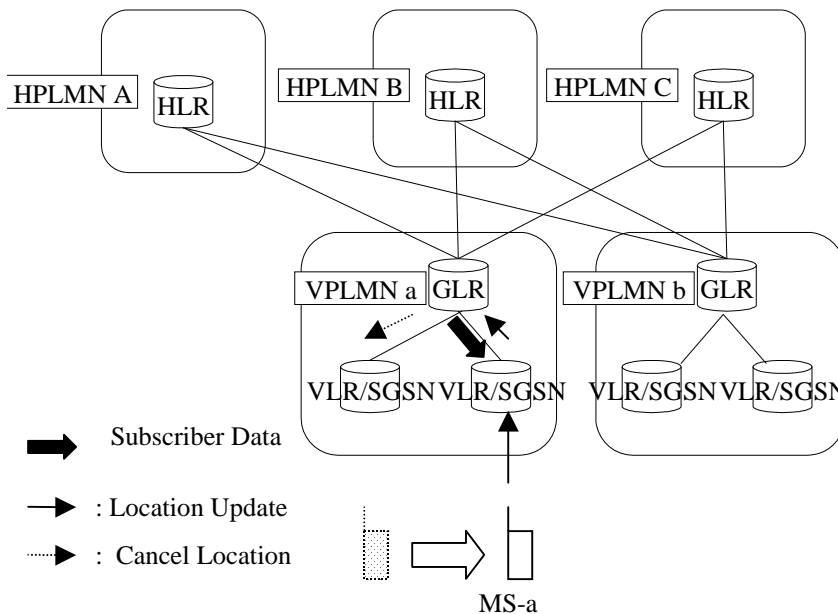 HPLMN A
HLR
HPLMN B
HLR
HPLMN C
HLR
VPLMN a
GLR
VPLMN b
GLR
VLR/SGSN
VLR/SGSN
VLR/SGSN
VLR/SGSN
Subscriber Data
: Location Update
: Cancel Location
MS-a